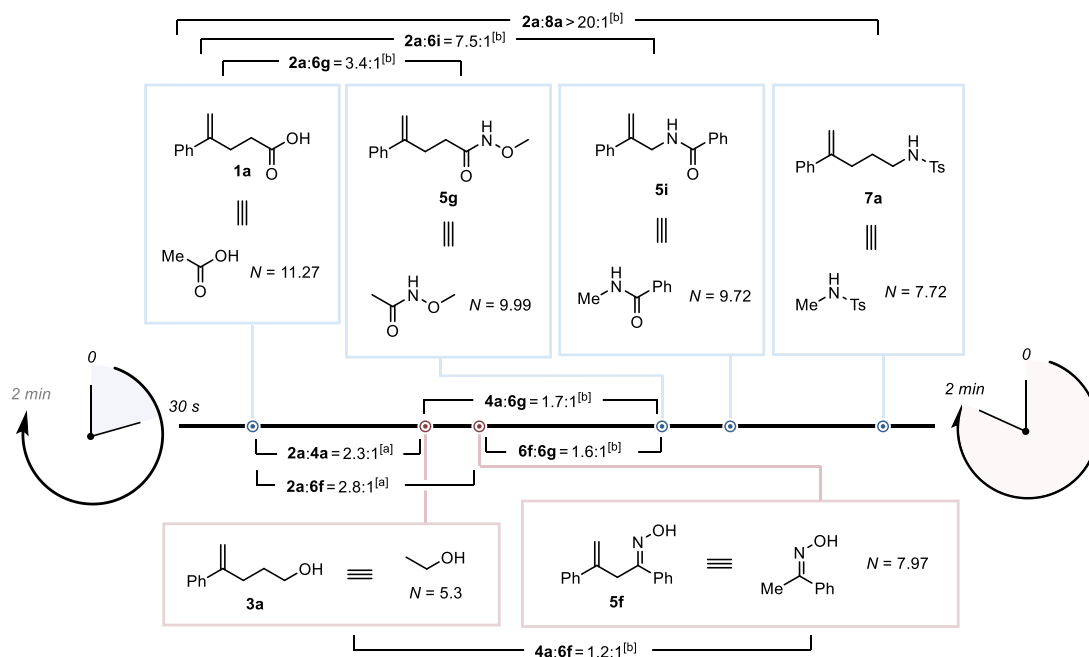 2a:8a > 20:1[b]
2a:6i = 7.5:1[b]
2a:6g = 3.4:1[b]
Ph
OH
O
1a
Me
OH
O
N = 11.27
Ph
H
N
O
O
5g
H
N
O
O
N = 9.99
Ph
H
N
Ph
O
5i
H
N
Me
Ph
O
N = 9.72
Ph
H
N
Ts
7a
H
N
Me
Ts
N = 7.72
0
2 min
30 s
0
2 min
4a:6g = 1.7:1[b]
2a:4a = 2.3:1[a]
6f:6g = 1.6:1[b]
2a:6f = 2.8:1[a]
Ph
OH
3a
OH
N = 5.3
OH
N
Ph
Ph
5f
OH
N
Me
Ph
N = 7.97
4a:6f = 1.2:1[b]